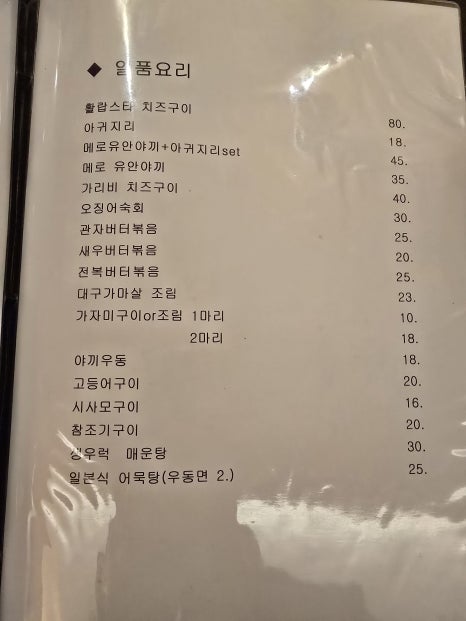 ◆ 일품요리
활랍스타 치즈구이 80.
아귀지리 18.
메로유안야끼+아귀지리set 45.
메로 유안야끼 35.
가리비 치즈구이 40.
오징어숙회 30.
관자버터볶음 25.
새우버터볶음 20.
전복버터볶음 25.
대구가마살 조림 23.
가자미구이or조림 1마리 10.
2마리 18.
야끼우동 18.
고등어구이 20.
시사모구이 16.
참조기구이 20.
생우럭 매운탕 30.
일본식 어묵탕(우동면 2.) 25.